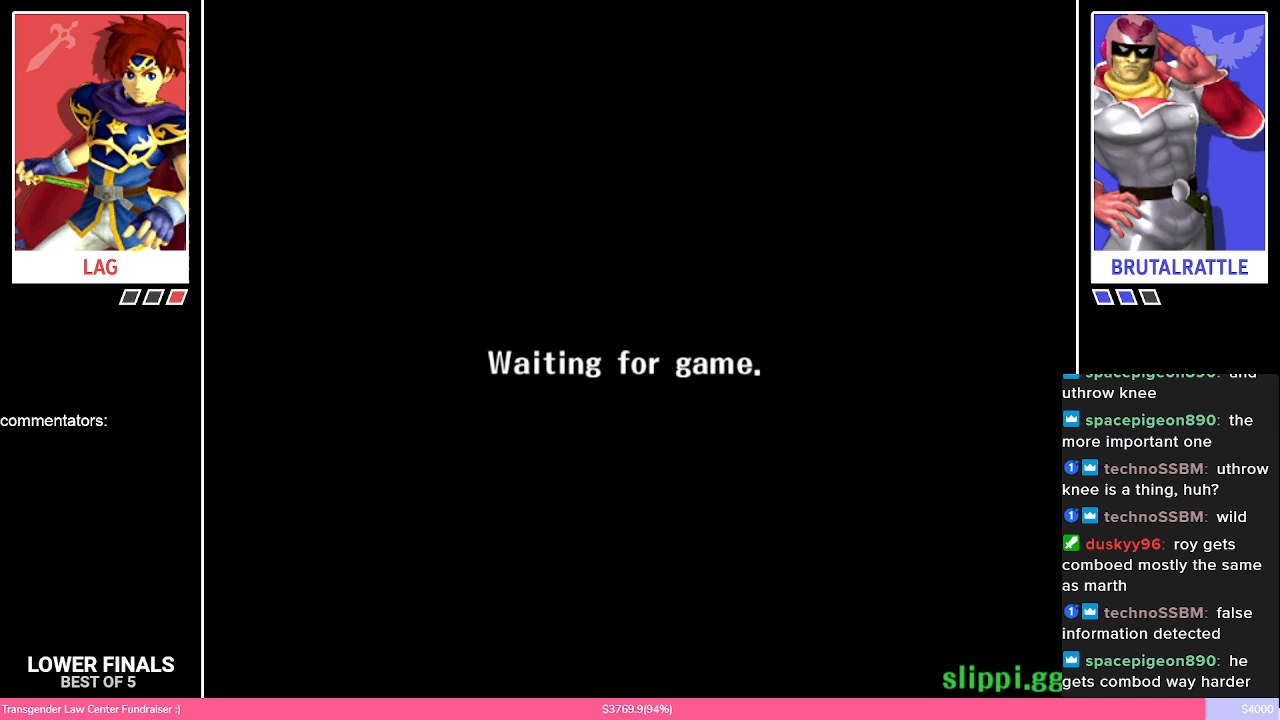 LAG
BRUTALRATTLE
Waiting for game.
commentators:
LOWER FINALS
BEST OF 5
slippi.gg
spacepigeon890: and
uthrow knee
spacepigeon890: the
more important one
technoSSBM: uthrow
knee is a thing, huh?
technoSSBM: wild
duskyy96: roy gets
comboed mostly the same
as marth
technoSSBM: false
information detected
spacepigeon890: he
gets combod way harder
Transgender Law Center Fundraiser :)
$3769.9(94%)
$4000